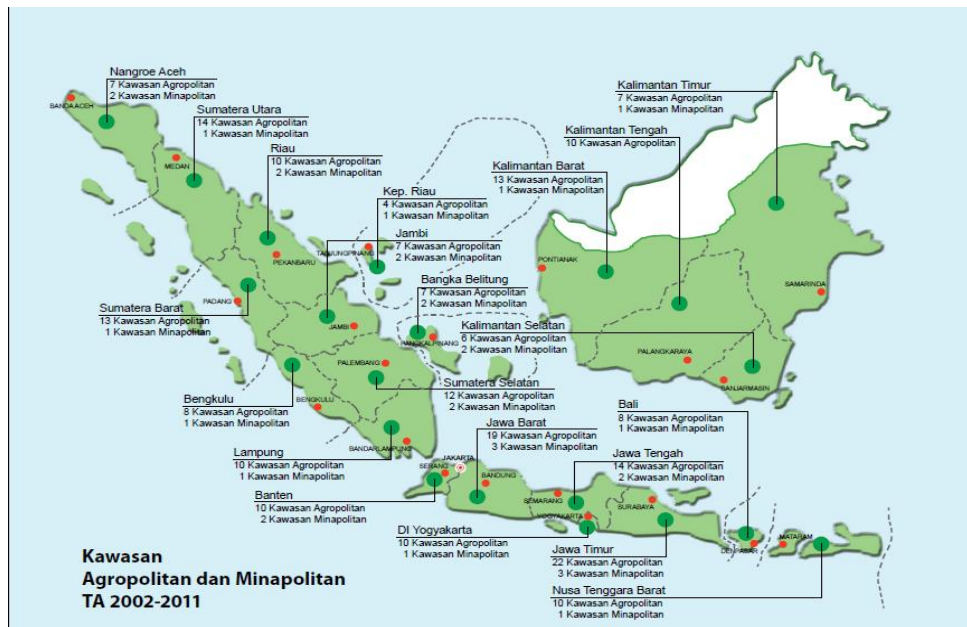 Nangroe Aceh
7 Kawasan Agropolitan
2 Kawasan Minapolitan
BANDA ACEH
Sumatera Utara
14 Kawasan Agropolitan
1 Kawasan Minapolitan
MEDAN
Riau
10 Kawasan Agropolitan
2 Kawasan Minapolitan
PEKANBARU
Kep. Riau
4 Kawasan Agropolitan
1 Kawasan Minapolitan
TANJUNGPINANG
Jambi
7 Kawasan Agropolitan
2 Kawasan Minapolitan
JAMBI
Bangka Belitung
7 Kawasan Agropolitan
2 Kawasan Minapolitan
PANGKALPINANG
PADANG
Sumatera Barat
13 Kawasan Agropolitan
1 Kawasan Minapolitan
Kalimantan Timur
7 Kawasan Agropolitan
1 Kawasan Minapolitan
SAMARINDA
Kalimantan Tengah
10 Kawasan Agropolitan
PALANGKARAYA
Kalimantan Barat
13 Kawasan Agropolitan
1 Kawasan Minapolitan
PONTIANAK
Kalimantan Selatan
6 Kawasan Agropolitan
2 Kawasan Minapolitan
BANJARMASIN
PALEMBANG
Sumatera Selatan
12 Kawasan Agropolitan
2 Kawasan Minapolitan
Bengkulu
8 Kawasan Agropolitan
1 Kawasan Minapolitan
BENGKULU
Lampung
10 Kawasan Agropolitan
1 Kawasan Minapolitan
BANDARLAMPUNG
Banten
10 Kawasan Agropolitan
2 Kawasan Minapolitan
SERANG
JAKARTA
Jawa Barat
19 Kawasan Agropolitan
3 Kawasan Minapolitan
BANDUNG
Jawa Tengah
14 Kawasan Agropolitan
2 Kawasan Minapolitan
SEMARANG
YOGYAKARTA
DI Yogyakarta
10 Kawasan Agropolitan
1 Kawasan Minapolitan
SURABAYA
Jawa Timur
22 Kawasan Agropolitan
3 Kawasan Minapolitan
Bali
8 Kawasan Agropolitan
1 Kawasan Minapolitan
DENPASAR
MATARAM
Nusa Tenggara Barat
10 Kawasan Agropolitan
1 Kawasan Minapolitan
Kawasan
Agropolitan dan Minapolitan
TA 2002-2011